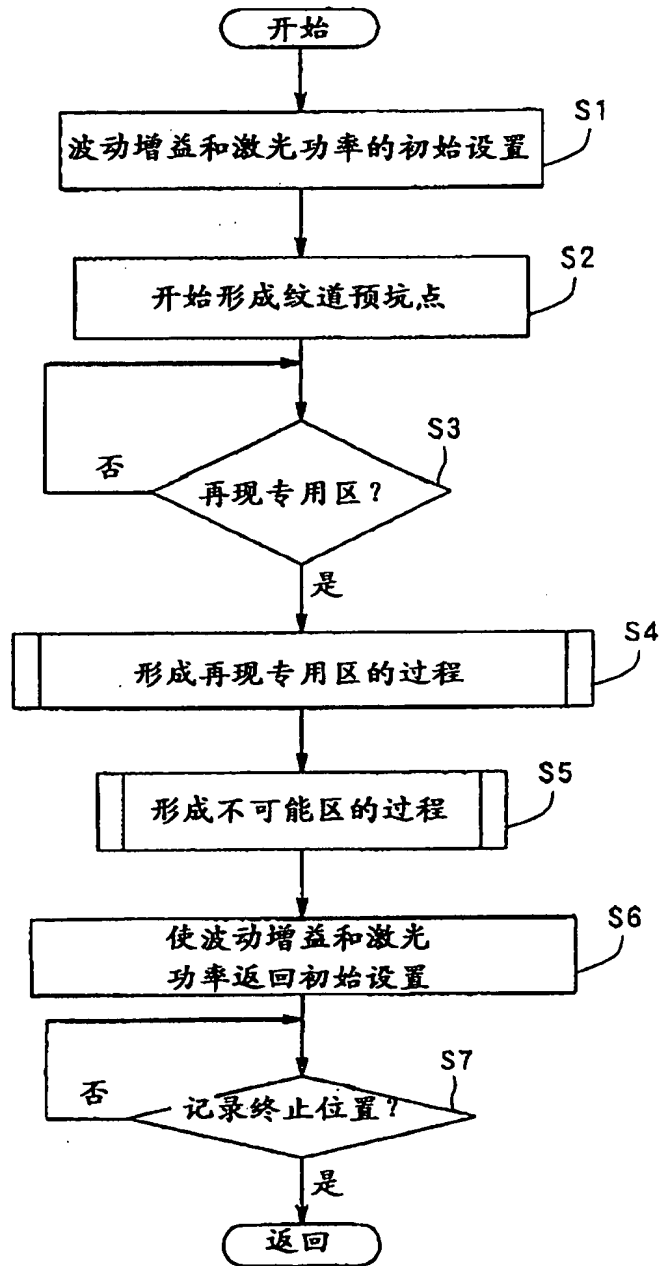 开始
S1
波动增益和激光功率的初始设置
S2
开始形成纹道预坑点
S3
再现专用区？
否
是
S4
形成再现专用区的过程
S5
形成不可能区的过程
S6
使波动增益和激光
功率返回初始设置
S7
记录终止位置？
否
是
返回